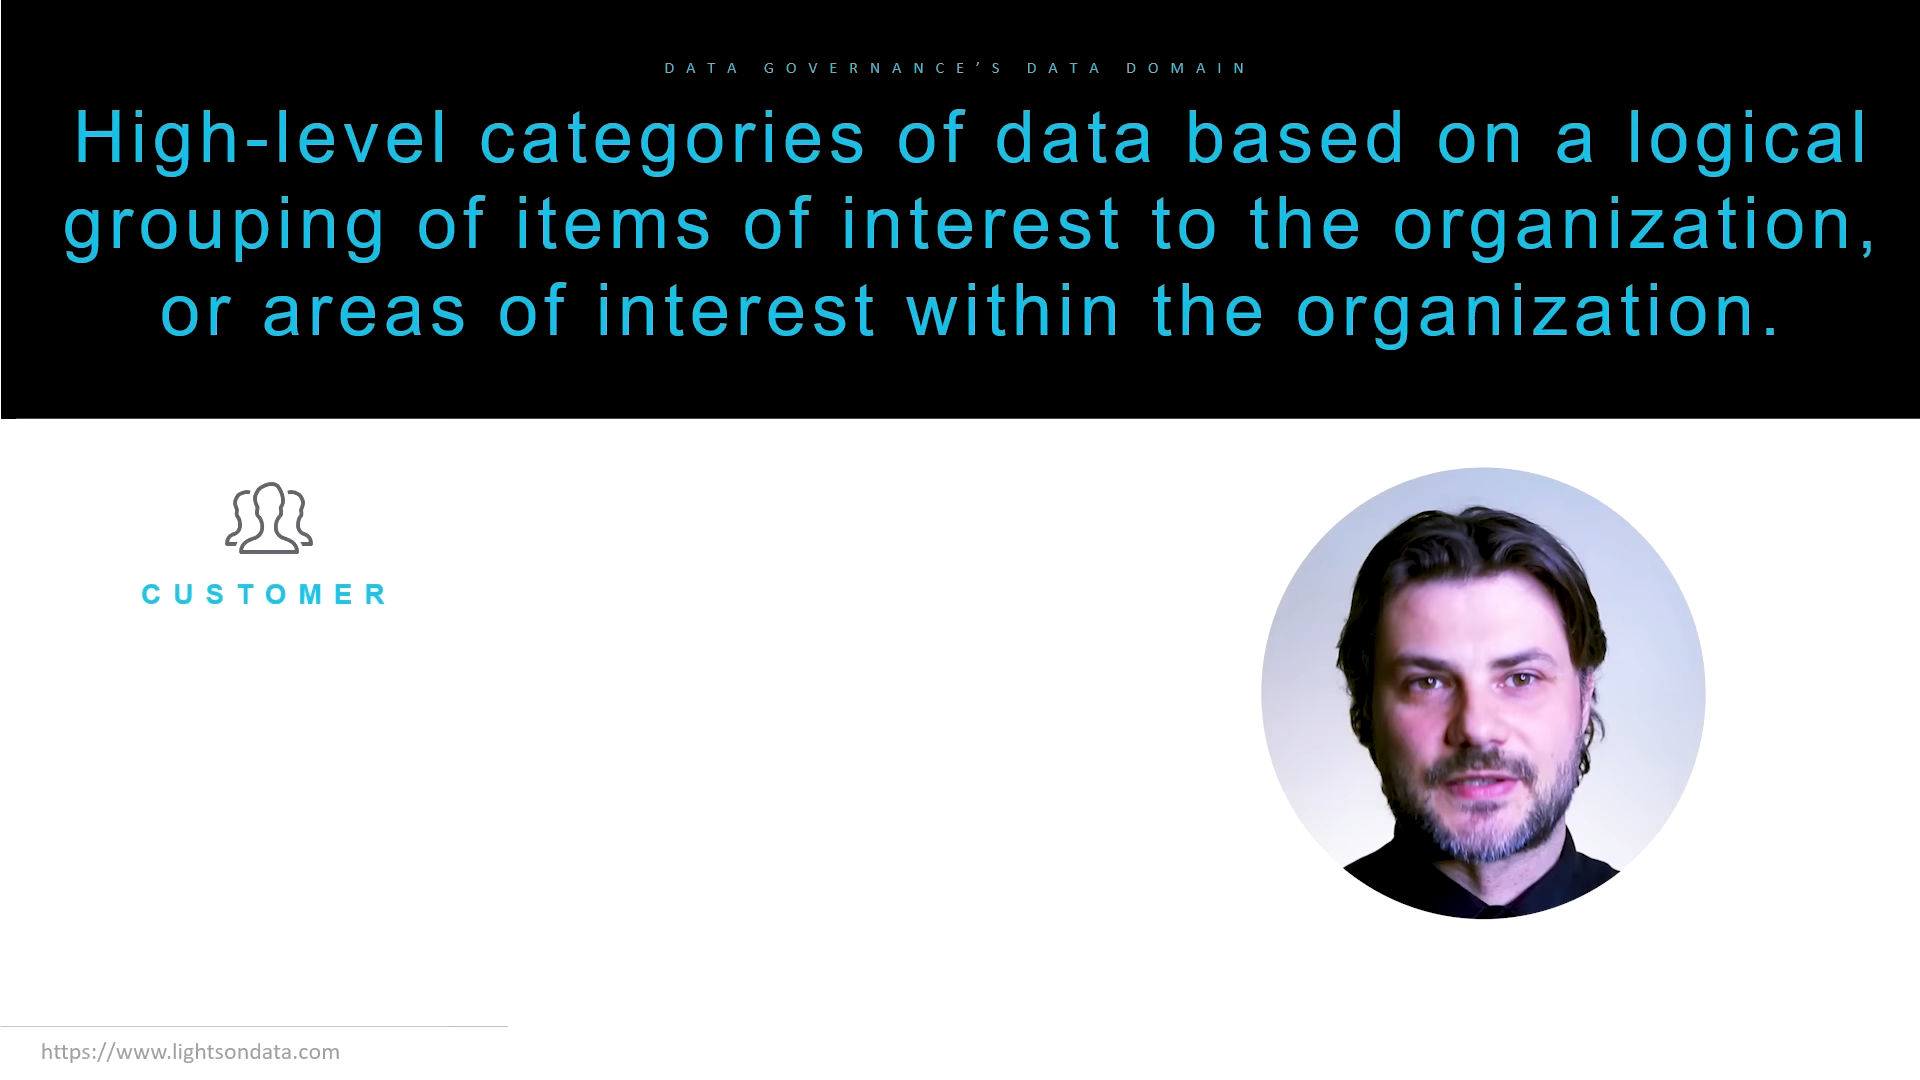 DATA GOVERNANCE’S DATA DOMAIN
High-level categories of data based on a logical
grouping of items of interest to the organization,
or areas of interest within the organization.
CUSTOMER
https://www.lightsondata.com